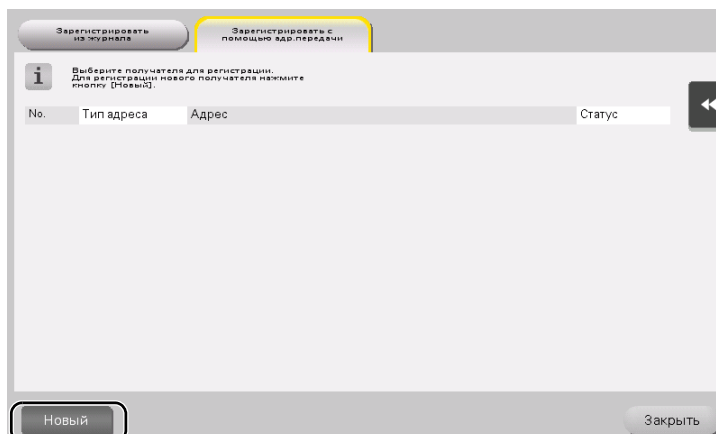 Зарегистрировать
из журнала
Зарегистрировать с
помощью адр.передачи
i
Выберите получателя для регистрации.
Для регистрации нового получателя нажмите
кнопку [Новый].
No. Тип адреса Адрес Статус
Новый Закрыть